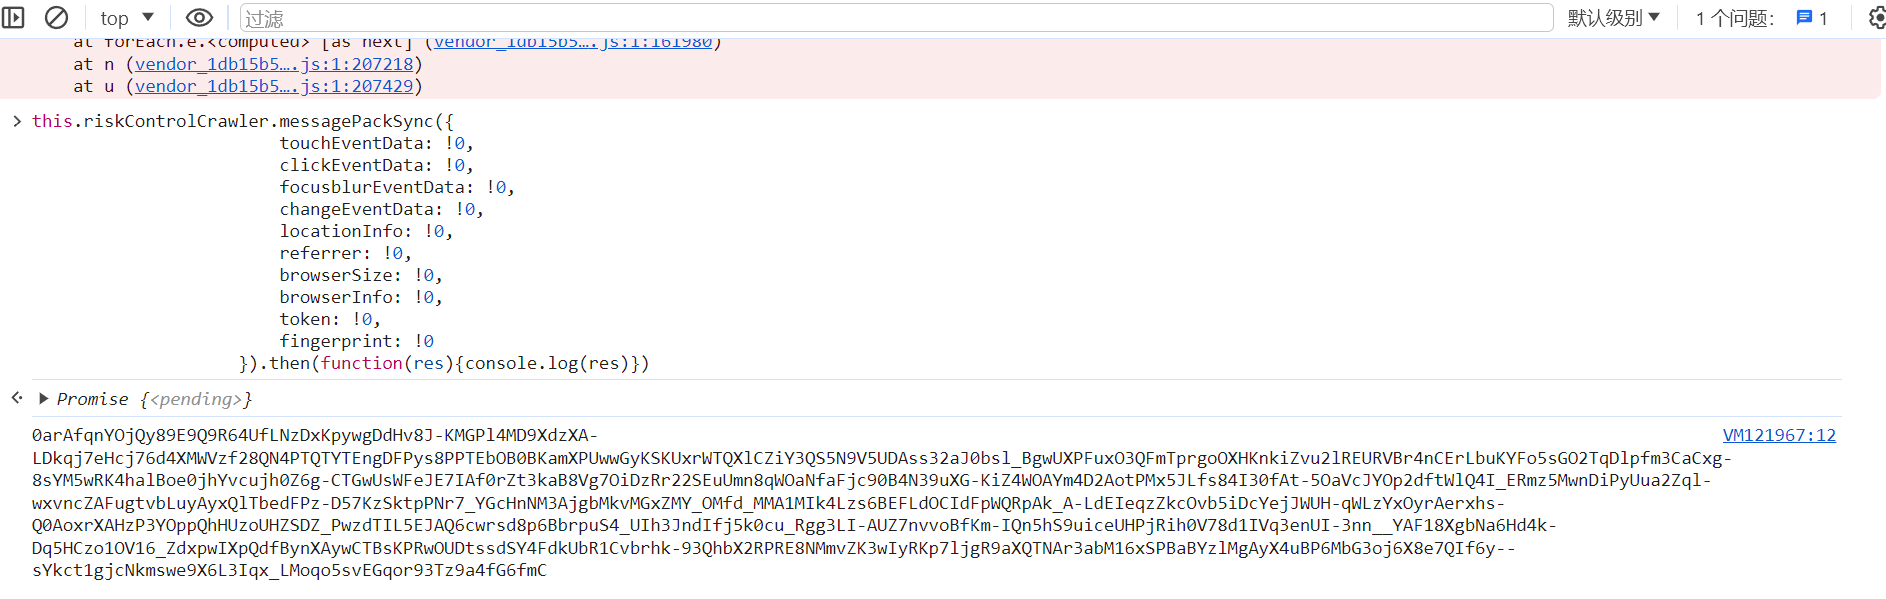 top 过滤 默认级别 1 个问题: 1
at forEach.e.<computed> [as next] (vendor_1db15b5….js:1:161980)
at n (vendor_1db15b5….js:1:207218)
at u (vendor_1db15b5….js:1:207429)
this.riskControlCrawler.messagePackSync({
touchEventData: !0,
clickEventData: !0,
focusblurEventData: !0,
changeEventData: !0,
locationInfo: !0,
referrer: !0,
browserSize: !0,
browserInfo: !0,
token: !0,
fingerprint: !0
}).then(function(res){console.log(res)})
Promise {<pending>}
0arAfqnYOjQy89E9Q9R64UfLNzDxKpywgDdHv8J-KMGPl4MD9XdzXA- VM121967:12
LDkqj7eHcj76d4XMWVzf28QN4PTQTYTEngDFPys8PPTEbOB0BKamXPUwwGyKSKUxrWTQXlCZiY3QS5N9V5UDAss32aJ0bsl_BgwUXPFuxO3QFmTprgoOXHKnkiZvu2lREURVBr4nCErLbuKYFo5sGO2TqDlpfm3CaCxg-
8sYM5wRK4halBoe0jhYvcujh0Z6g-CTGwUsWFeJE7IAf0rZt3kaB8Vg7OiDzRr22SEuUmn8qWOaNfaFjc90B4N39uXG-KiZ4WOAYm4D2AotPMx5JLfs84I30fAt-5OaVcJYOp2dftWlQ4I_ERmz5MwnDiPyUua2Zql-
wxvncZAFugtvbLuyAyxQlTbedFPz-D57KzSktpPNr7_YGcHnNM3AjgbMkvMGxZMY_OMfd_MMA1MIk4Lzs6BEFLdOCIdFpWQRpAk_A-LdEIeqzZkcOvb5iDcYejJWUH-qWLzYxOyrAerxhs-
Q0AoxrXAHzP3YOppQhHUzoUHZSDZ_PwzdTIL5EJAQ6cwrsd8p6BbrpuS4_UIh3JndIfj5k0cu_Rgg3LI-AUZ7nvvoBfKm-IQn5hS9uiceUHPjRih0V78d1IVq3enUI-3nn__YAF18XgbNa6Hd4k-
Dq5HCzo1OV16_ZdxpwIXpQdfBynXAywCTBsKPRwOUDtssdSY4FdkUbR1Cvbrhk-93QhbX2RPRE8NMmvZK3wIyRKp7ljgR9aXQTNAr3abM16xSPBaBYzlMgAyX4uBP6MbG3oj6X8e7QIf6y--
sYkct1gjcNkmswe9X6L3Iqx_LMoqo5svEGqor93Tz9a4fG6fmC